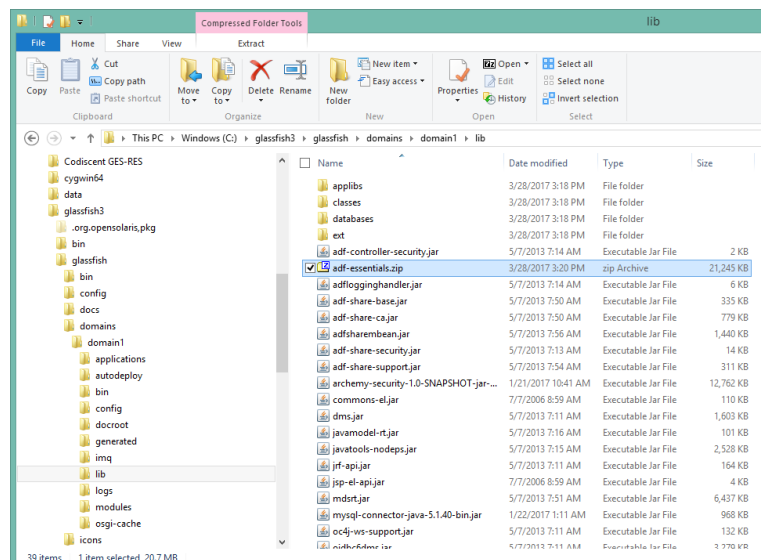 Compressed Folder Tools
lib
File Home Share View Extract
Copy
Paste
Cut
Copy path
Paste shortcut
Clipboard
Move to
Copy to
Delete
Rename
Organize
New folder
New item
Easy access
New
Properties
Open
Edit
History
Open
Select all
Select none
Invert selection
Select
This PC Windows (C:) glassfish3 glassfish domains domain1 lib
Codiscent GES-RES
cygwin64
data
glassfish3
.org.opensolaris,pkg
bin
glassfish
bin
config
docs
domains
domain1
applications
autodeploy
bin
config
docroot
generated
imq
lib
logs
modules
osgi-cache
icons
Name Date modified Type Size
applibs 3/28/2017 3:18 PM File folder
classes 3/28/2017 3:18 PM File folder
databases 3/28/2017 3:18 PM File folder
ext 3/28/2017 3:18 PM File folder
adf-controller-security.jar 5/7/2013 7:14 AM Executable Jar File 2 KB
adf-essentials.zip 3/28/2017 3:20 PM zip Archive 21,245 KB
adflogginghandler.jar 5/7/2013 7:14 AM Executable Jar File 6 KB
adf-share-base.jar 5/7/2013 7:50 AM Executable Jar File 335 KB
adf-share-ca.jar 5/7/2013 7:50 AM Executable Jar File 779 KB
adfsharembean.jar 5/7/2013 7:56 AM Executable Jar File 1,440 KB
adf-share-security.jar 5/7/2013 7:13 AM Executable Jar File 14 KB
adf-share-support.jar 5/7/2013 7:54 AM Executable Jar File 311 KB
archemy-security-1.0-SNAPSHOT-jar-... 1/21/2017 10:41 AM Executable Jar File 12,762 KB
commons-el.jar 7/7/2006 8:59 AM Executable Jar File 110 KB
dms.jar 5/7/2013 7:11 AM Executable Jar File 1,603 KB
javamodel-rt.jar 5/7/2013 7:16 AM Executable Jar File 101 KB
javatools-nodeps.jar 5/7/2013 7:15 AM Executable Jar File 2,528 KB
jrf-api.jar 5/7/2013 7:11 AM Executable Jar File 164 KB
jsp-el-api.jar 7/7/2006 8:59 AM Executable Jar File 4 KB
mdsrt.jar 5/7/2013 7:51 AM Executable Jar File 6,437 KB
mysql-connector-java-5.1.40-bin.jar 1/22/2017 1:11 AM Executable Jar File 968 KB
oc4j-ws-support.jar 5/7/2013 7:11 AM Executable Jar File 132 KB
ojdbc6dms.jar 5/7/2013 7:11 AM Executable Jar File 3,279 KB
39 items 1 item selected 20.7 MB